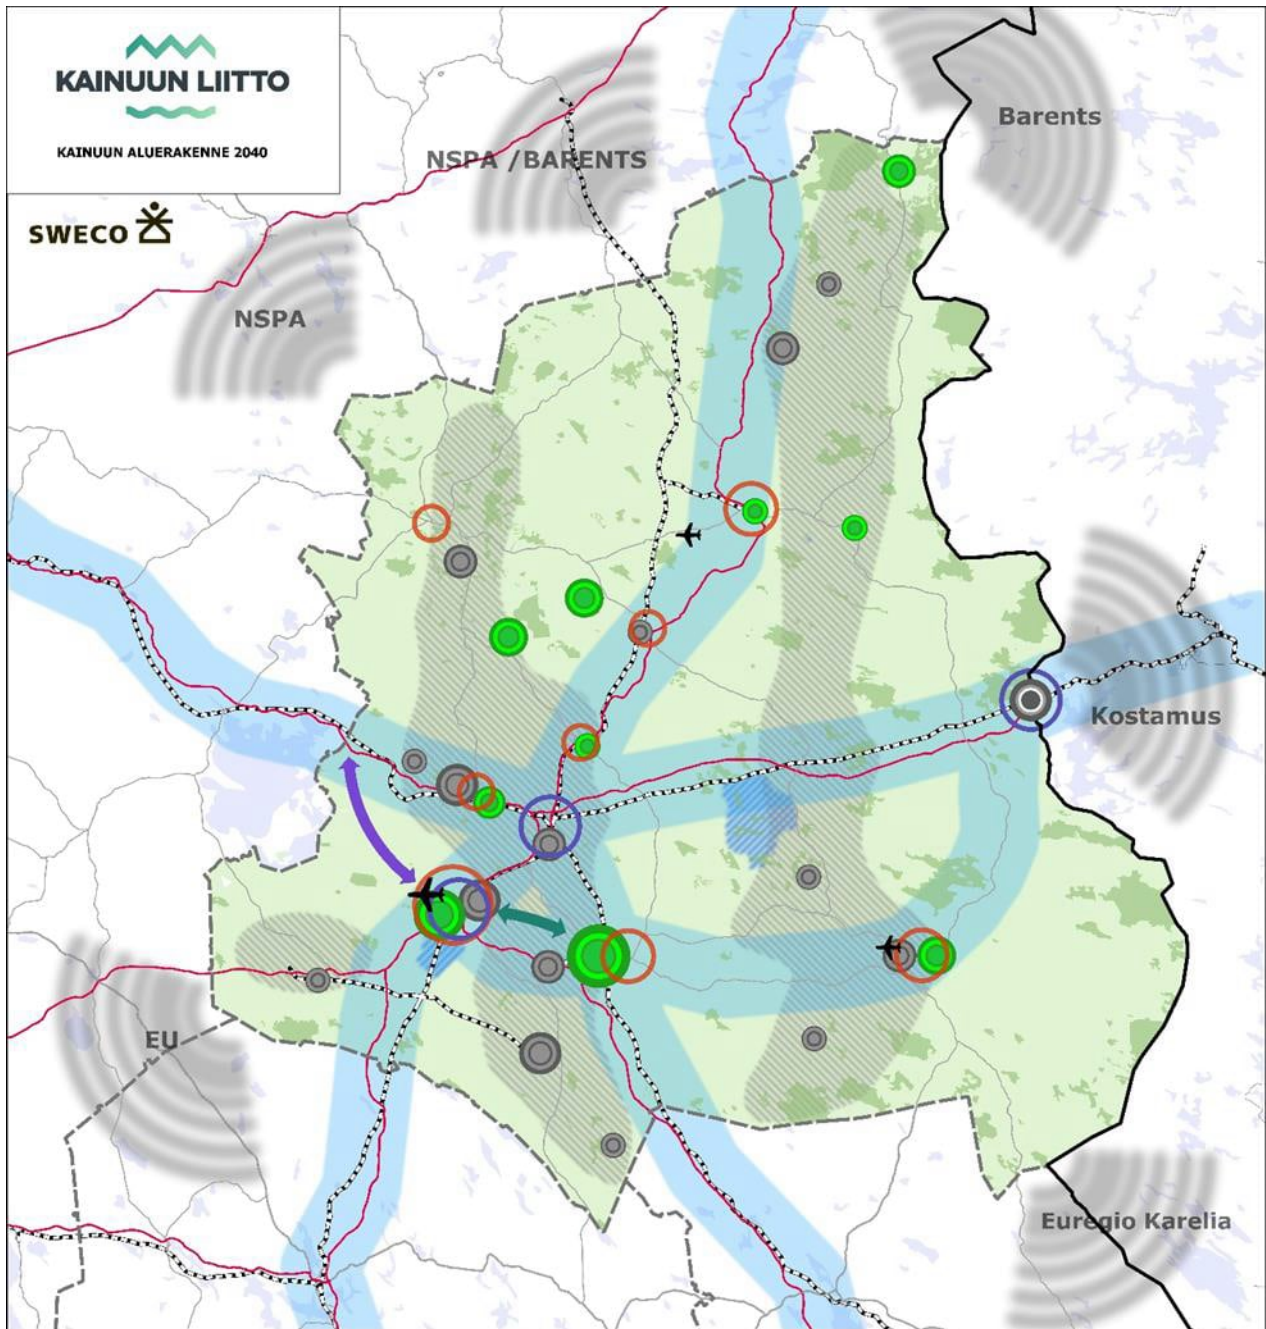 KAINUUN LIITTO
KAINUUN ALUERAKENNE 2040
SWECO
Barents
NSPA /BARENTS
NSPA
Kostamus
EU
Euregio Karelia